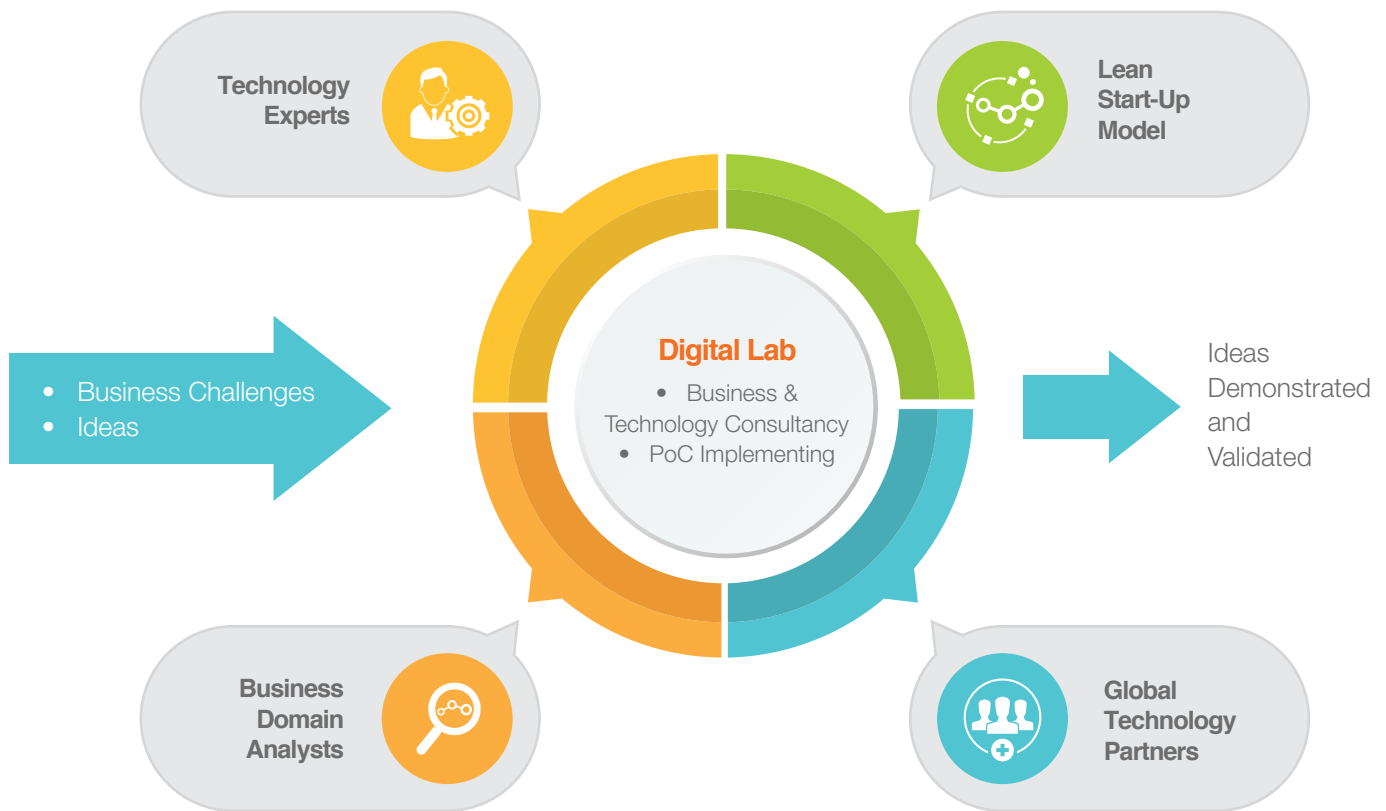 Technology
Experts
Lean
Start-Up
Model
• Business Challenges
• Ideas
Digital Lab
• Business &
Technology Consultancy
• PoC Implementing
Ideas
Demonstrated
and
Validated
Business
Domain
Analysts
Global
Technology
Partners